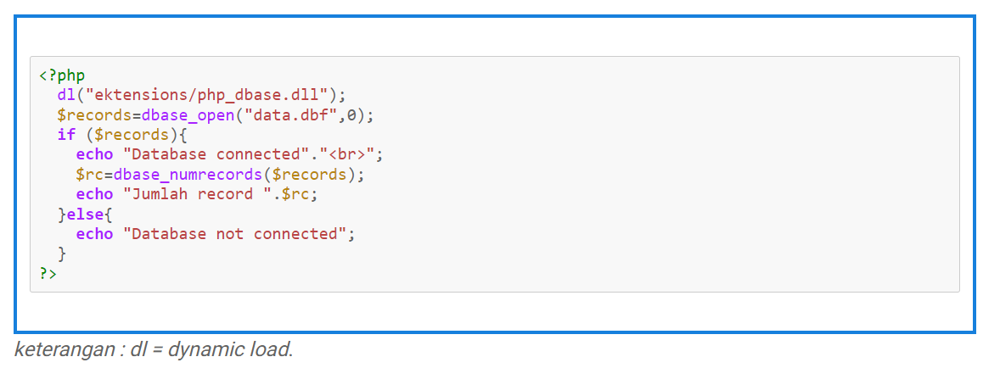 <?php
  dl("ektensions/php_dbase.dll");
  $records=dbase_open("data.dbf",0);
  if ($records){
    echo "Database connected"."<br>";
    $rc=dbase_numrecords($records);
    echo "Jumlah record ".$rc;
  }else{
    echo "Database not connected";
  }
?>
keterangan : dl = dynamic load.